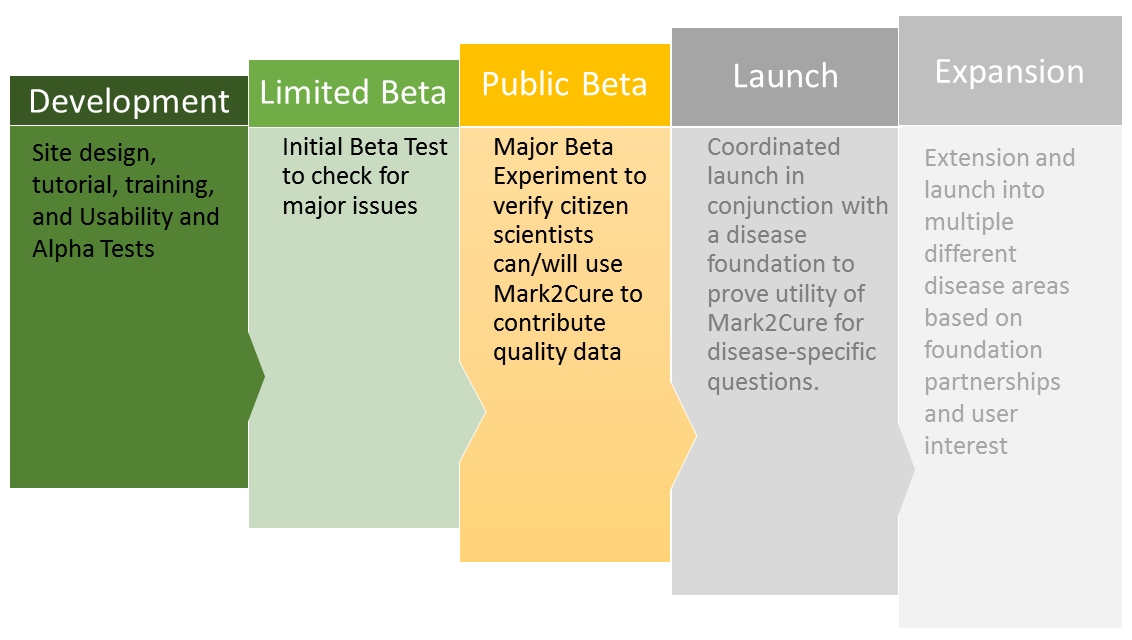 Development
Site design,
tutorial, training,
and Usability and
Alpha Tests
Limited Beta
Initial Beta Test
to check for
major issues
Public Beta
Major Beta
Experiment to
verify citizen
scientists
can/will use
Mark2Cure to
contribute
quality data
Launch
Coordinated
launch in
conjunction with
a disease
foundation to
prove utility of
Mark2Cure for
disease-specific
questions.
Expansion
Extension and
launch into
multiple
different
disease areas
based on
foundation
partnerships
and user
interest